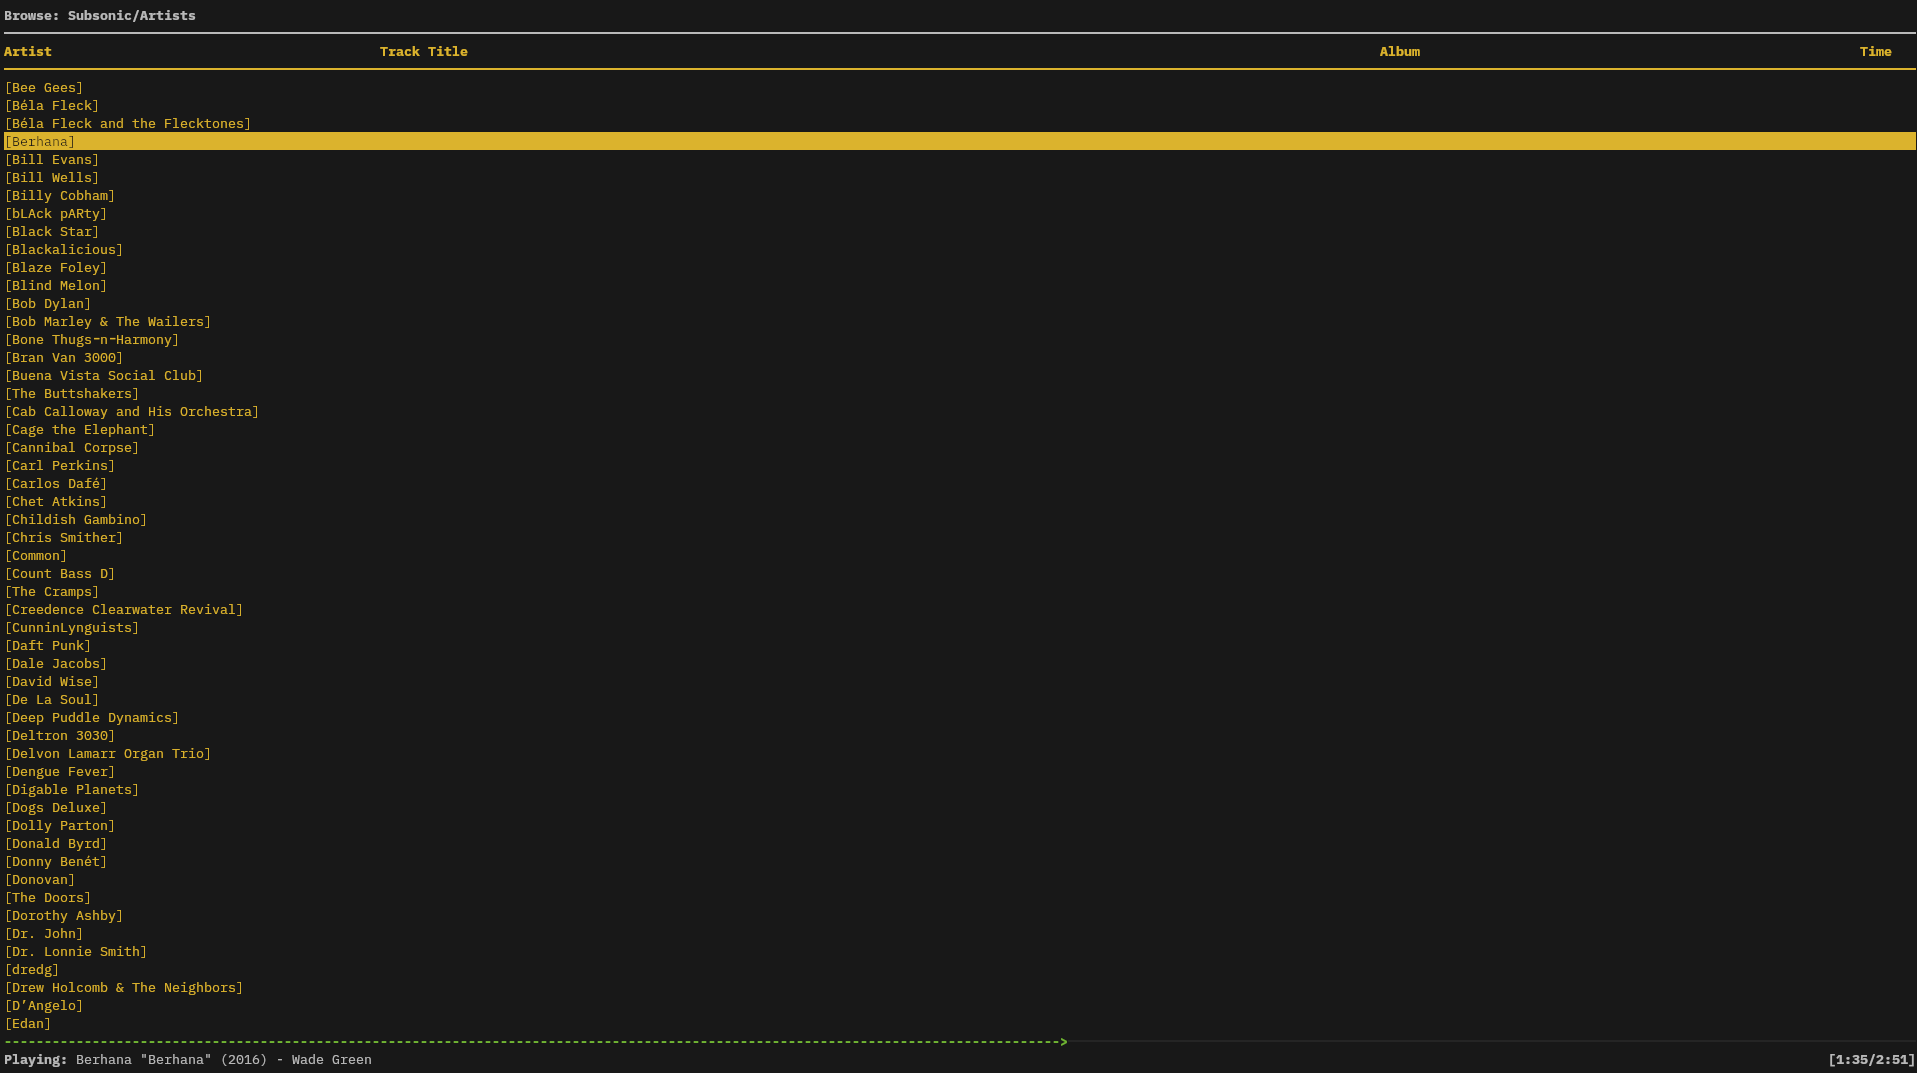 Browse: Subsonic/Artists
Artist Track Title Album Time
[Bee Gees]
[Béla Fleck]
[Béla Fleck and the Flecktones]
[Berhana]
[Bill Evans]
[Bill Wells]
[Billy Cobham]
[bLAck pARty]
[Black Star]
[Blackalicious]
[Blaze Foley]
[Blind Melon]
[Bob Dylan]
[Bob Marley & The Wailers]
[Bone Thugs-n-Harmony]
[Bran Van 3000]
[Buena Vista Social Club]
[The Buttshakers]
[Cab Calloway and His Orchestra]
[Cage the Elephant]
[Cannibal Corpse]
[Carl Perkins]
[Carlos Dafé]
[Chet Atkins]
[Childish Gambino]
[Chris Smither]
[Common]
[Count Bass D]
[The Cramps]
[Creedence Clearwater Revival]
[CunninLynguists]
[Daft Punk]
[Dale Jacobs]
[David Wise]
[De La Soul]
[Deep Puddle Dynamics]
[Deltron 3030]
[Delvon Lamarr Organ Trio]
[Dengue Fever]
[Digable Planets]
[Dogs Deluxe]
[Dolly Parton]
[Donald Byrd]
[Donny Benét]
[Donovan]
[The Doors]
[Dorothy Ashby]
[Dr. John]
[Dr. Lonnie Smith]
[dredg]
[Drew Holcomb & The Neighbors]
[D’Angelo]
[Edan]
Playing: Berhana "Berhana" (2016) - Wade Green [1:35/2:51]